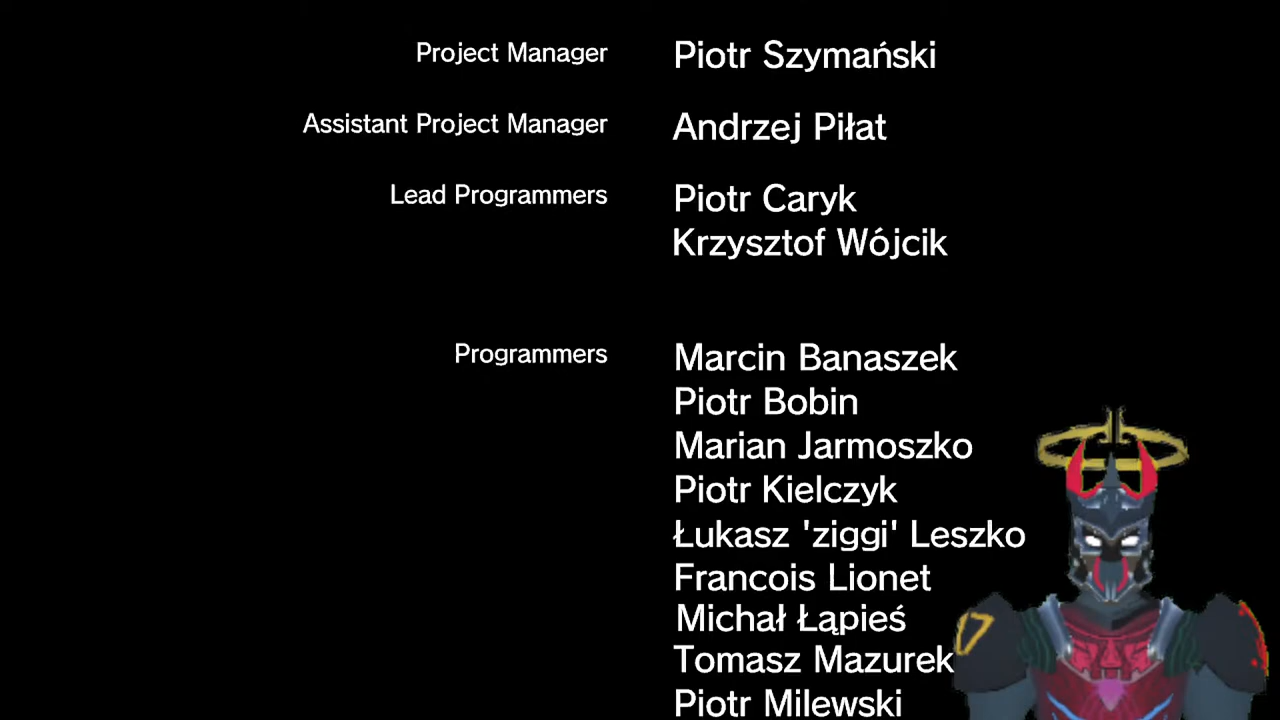 Project Manager Piotr Szymański
Assistant Project Manager Andrzej Piłat
Lead Programmers Piotr Caryk
Krzysztof Wójcik
Programmers Marcin Banaszek
Piotr Bobin
Marian Jarmoszko
Piotr Kielczyk
Łukasz 'ziggi' Leszko
Francois Lionet
Michał Łąpieś
Tomasz Mazurek
Piotr Milewski